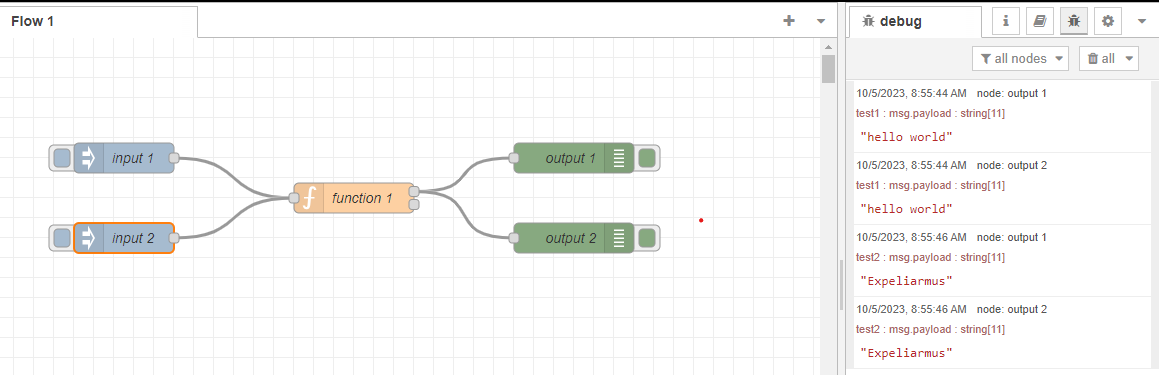 Flow 1
input 1
input 2
function 1
output 1
output 2
debug
all nodes
all
10/5/2023, 8:55:44 AM node: output 1
test1 : msg.payload : string[11]
"hello world"
10/5/2023, 8:55:44 AM node: output 2
test1 : msg.payload : string[11]
"hello world"
10/5/2023, 8:55:46 AM node: output 1
test2 : msg.payload : string[11]
"Expeliarmus"
10/5/2023, 8:55:46 AM node: output 2
test2 : msg.payload : string[11]
"Expeliarmus"